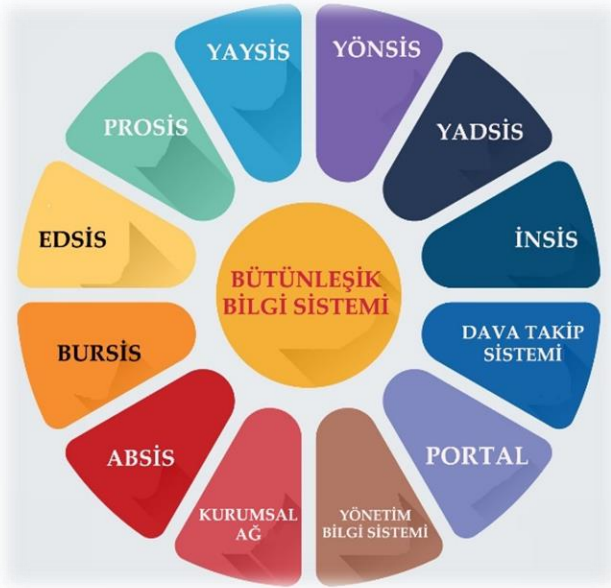 YAYSİS
YÖNSİS
YADSİS
İNSİS
DAVA TAKİP
SİSTEMİ
PORTAL
YÖNETİM
BİLGİ SİSTEMİ
KURUMSAL
AĞ
ABSİS
BURSİS
EDSİS
PROSİS
BÜTÜNLEŞİK
BİLGİ SİSTEMİ